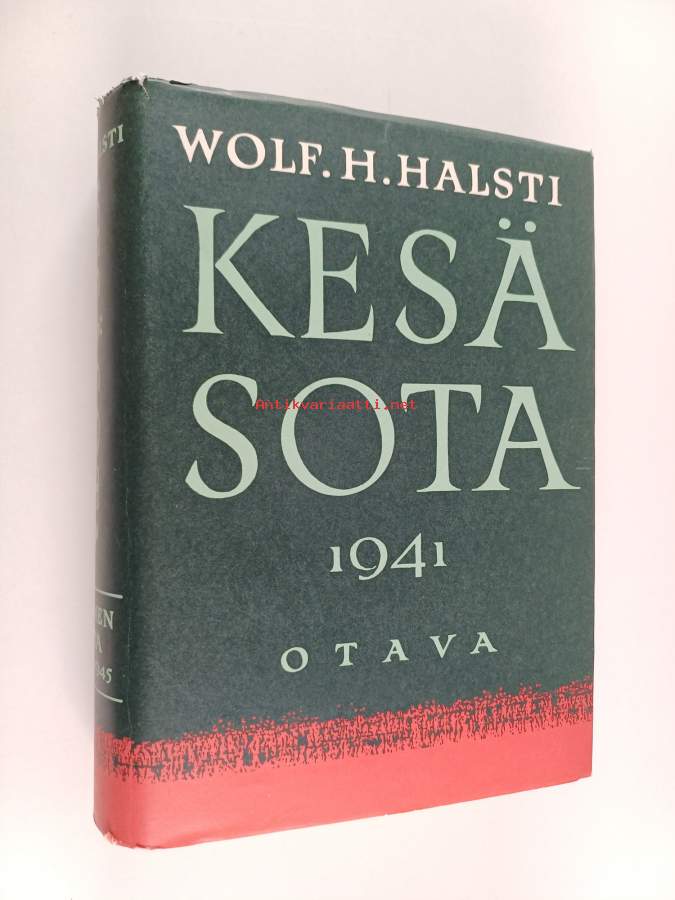 WOLF. H. HALSTI
KESÄ
SOTA
1941
OTAVA
Antikvariaatti.net